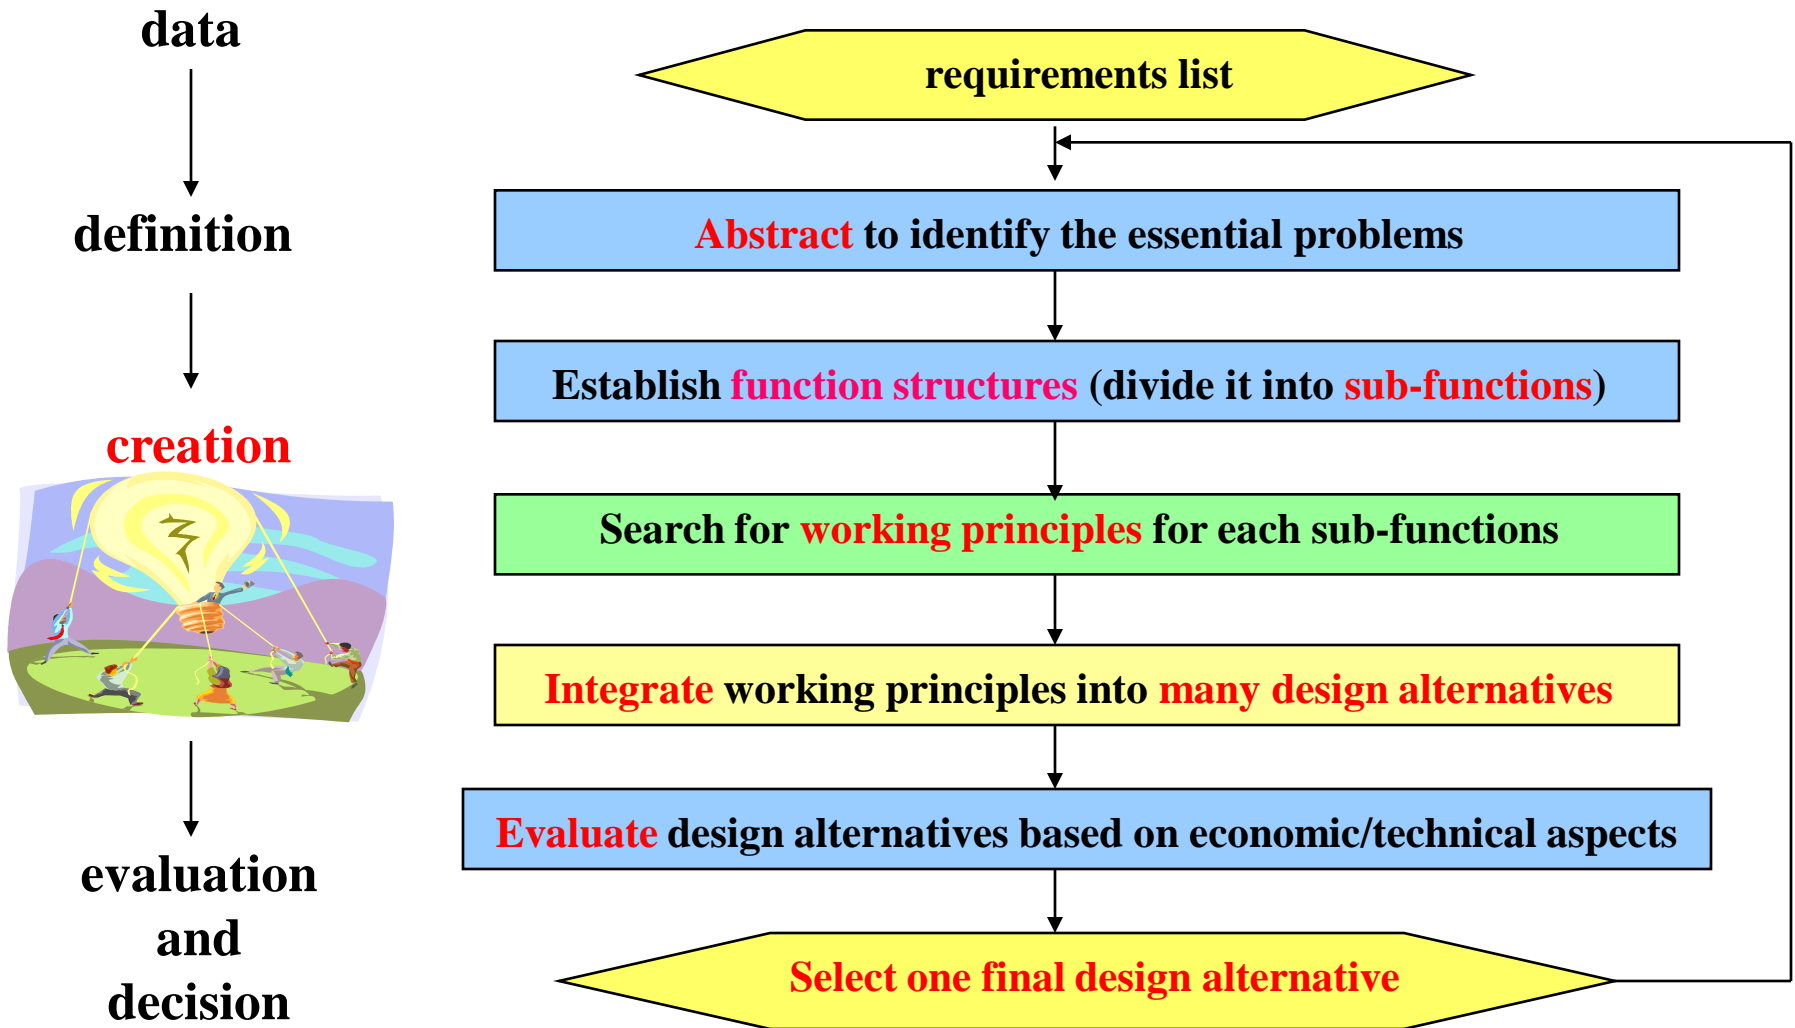 data
definition
creation
evaluation
and
decision
requirements list
Abstract to identify the essential problems
Establish function structures (divide it into sub-functions)
Search for working principles for each sub-functions
Integrate working principles into many design alternatives
Evaluate design alternatives based on economic/technical aspects
Select one final design alternative